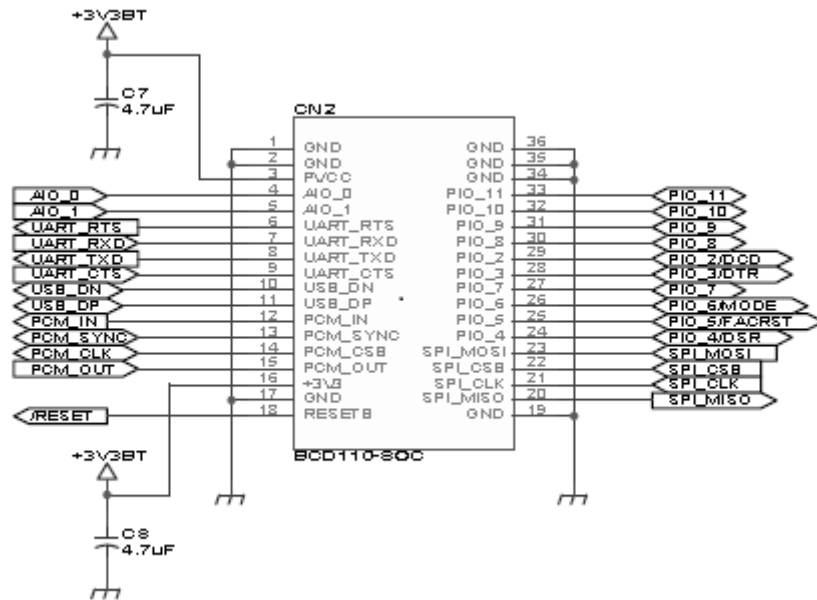 +3V3BT
C7
4.7uF
CN2
1 GND GND 36
2 GND GND 35
3 PVCC GND 34
AIO_0 4 AIO_0 PIO_11 33 PIO_11
AIO_1 5 AIO_1 PIO_10 32 PIO_10
UART_RTS 6 UART_RTS PIO_9 31 PIO_9
UART_RXD 7 UART_RXD PIO_8 30 PIO_8
UART_TXD 8 UART_TXD PIO_2 29 PIO_2/DCD
UART_CTS 9 UART_CTS PIO_3 28 PIO_3/DTR
USB_DN 10 USB_DN PIO_7 27 PIO_7
USB_DP 11 USB_DP PIO_6 26 PIO_6/MODE
PCM_IN 12 PCM_IN PIO_5 25 PIO_5/FACRST
PCM_SYNC 13 PCM_SYNC PIO_4 24 PIO_4/DSR
PCM_CLK 14 PCM_CSB SPI_MOSI 23 SPI_MOSI
PCM_OUT 15 PCM_OUT SPI_CSB 22 SPI_CSB
16 +3V3 SPI_CLK 21 SPI_CLK
17 GND SPI_MISO 20 SPI_MISO
/RESET 18 RESETB GND 19
BCD110-SOC
+3V3BT
C8
4.7uF